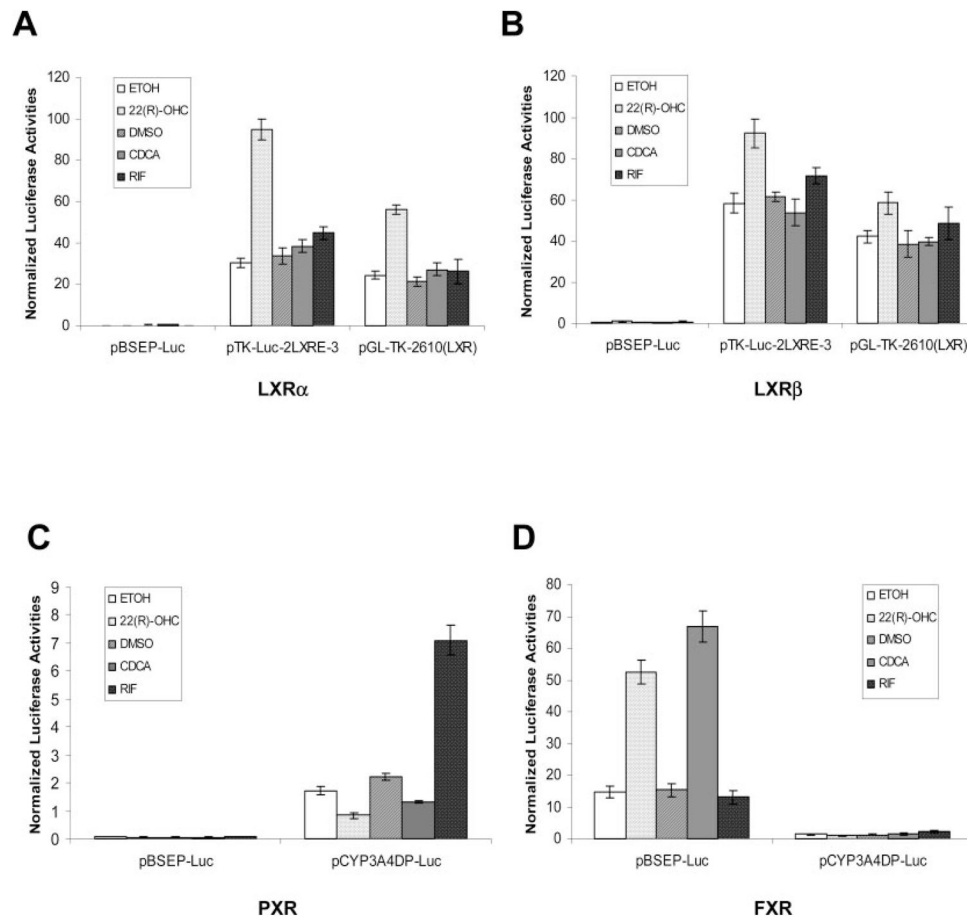 A
Normalized Luciferase Activities
120
100
80
60
40
20
0
ETOH
22(R)-OHC
DMSO
CDCA
RIF
pBSEP-Luc
pTK-Luc-2LXRE-3
pGL-TK-2610(LXR)
LXRα
B
Normalized Luciferase Activities
120
100
80
60
40
20
0
ETOH
22(R)-OHC
DMSO
CDCA
RIF
pBSEP-Luc
pTK-Luc-2LXRE-3
pGL-TK-2610(LXR)
LXRβ
C
Normalized Luciferase Activities
9
8
7
6
5
4
3
2
1
0
ETOH
22(R)-OHC
DMSO
CDCA
RIF
pBSEP-Luc
pCYP3A4DP-Luc
PXR
D
Normalized Luciferase Activities
80
70
60
50
40
30
20
10
0
ETOH
22(R)-OHC
DMSO
CDCA
RIF
pBSEP-Luc
pCYP3A4DP-Luc
FXR